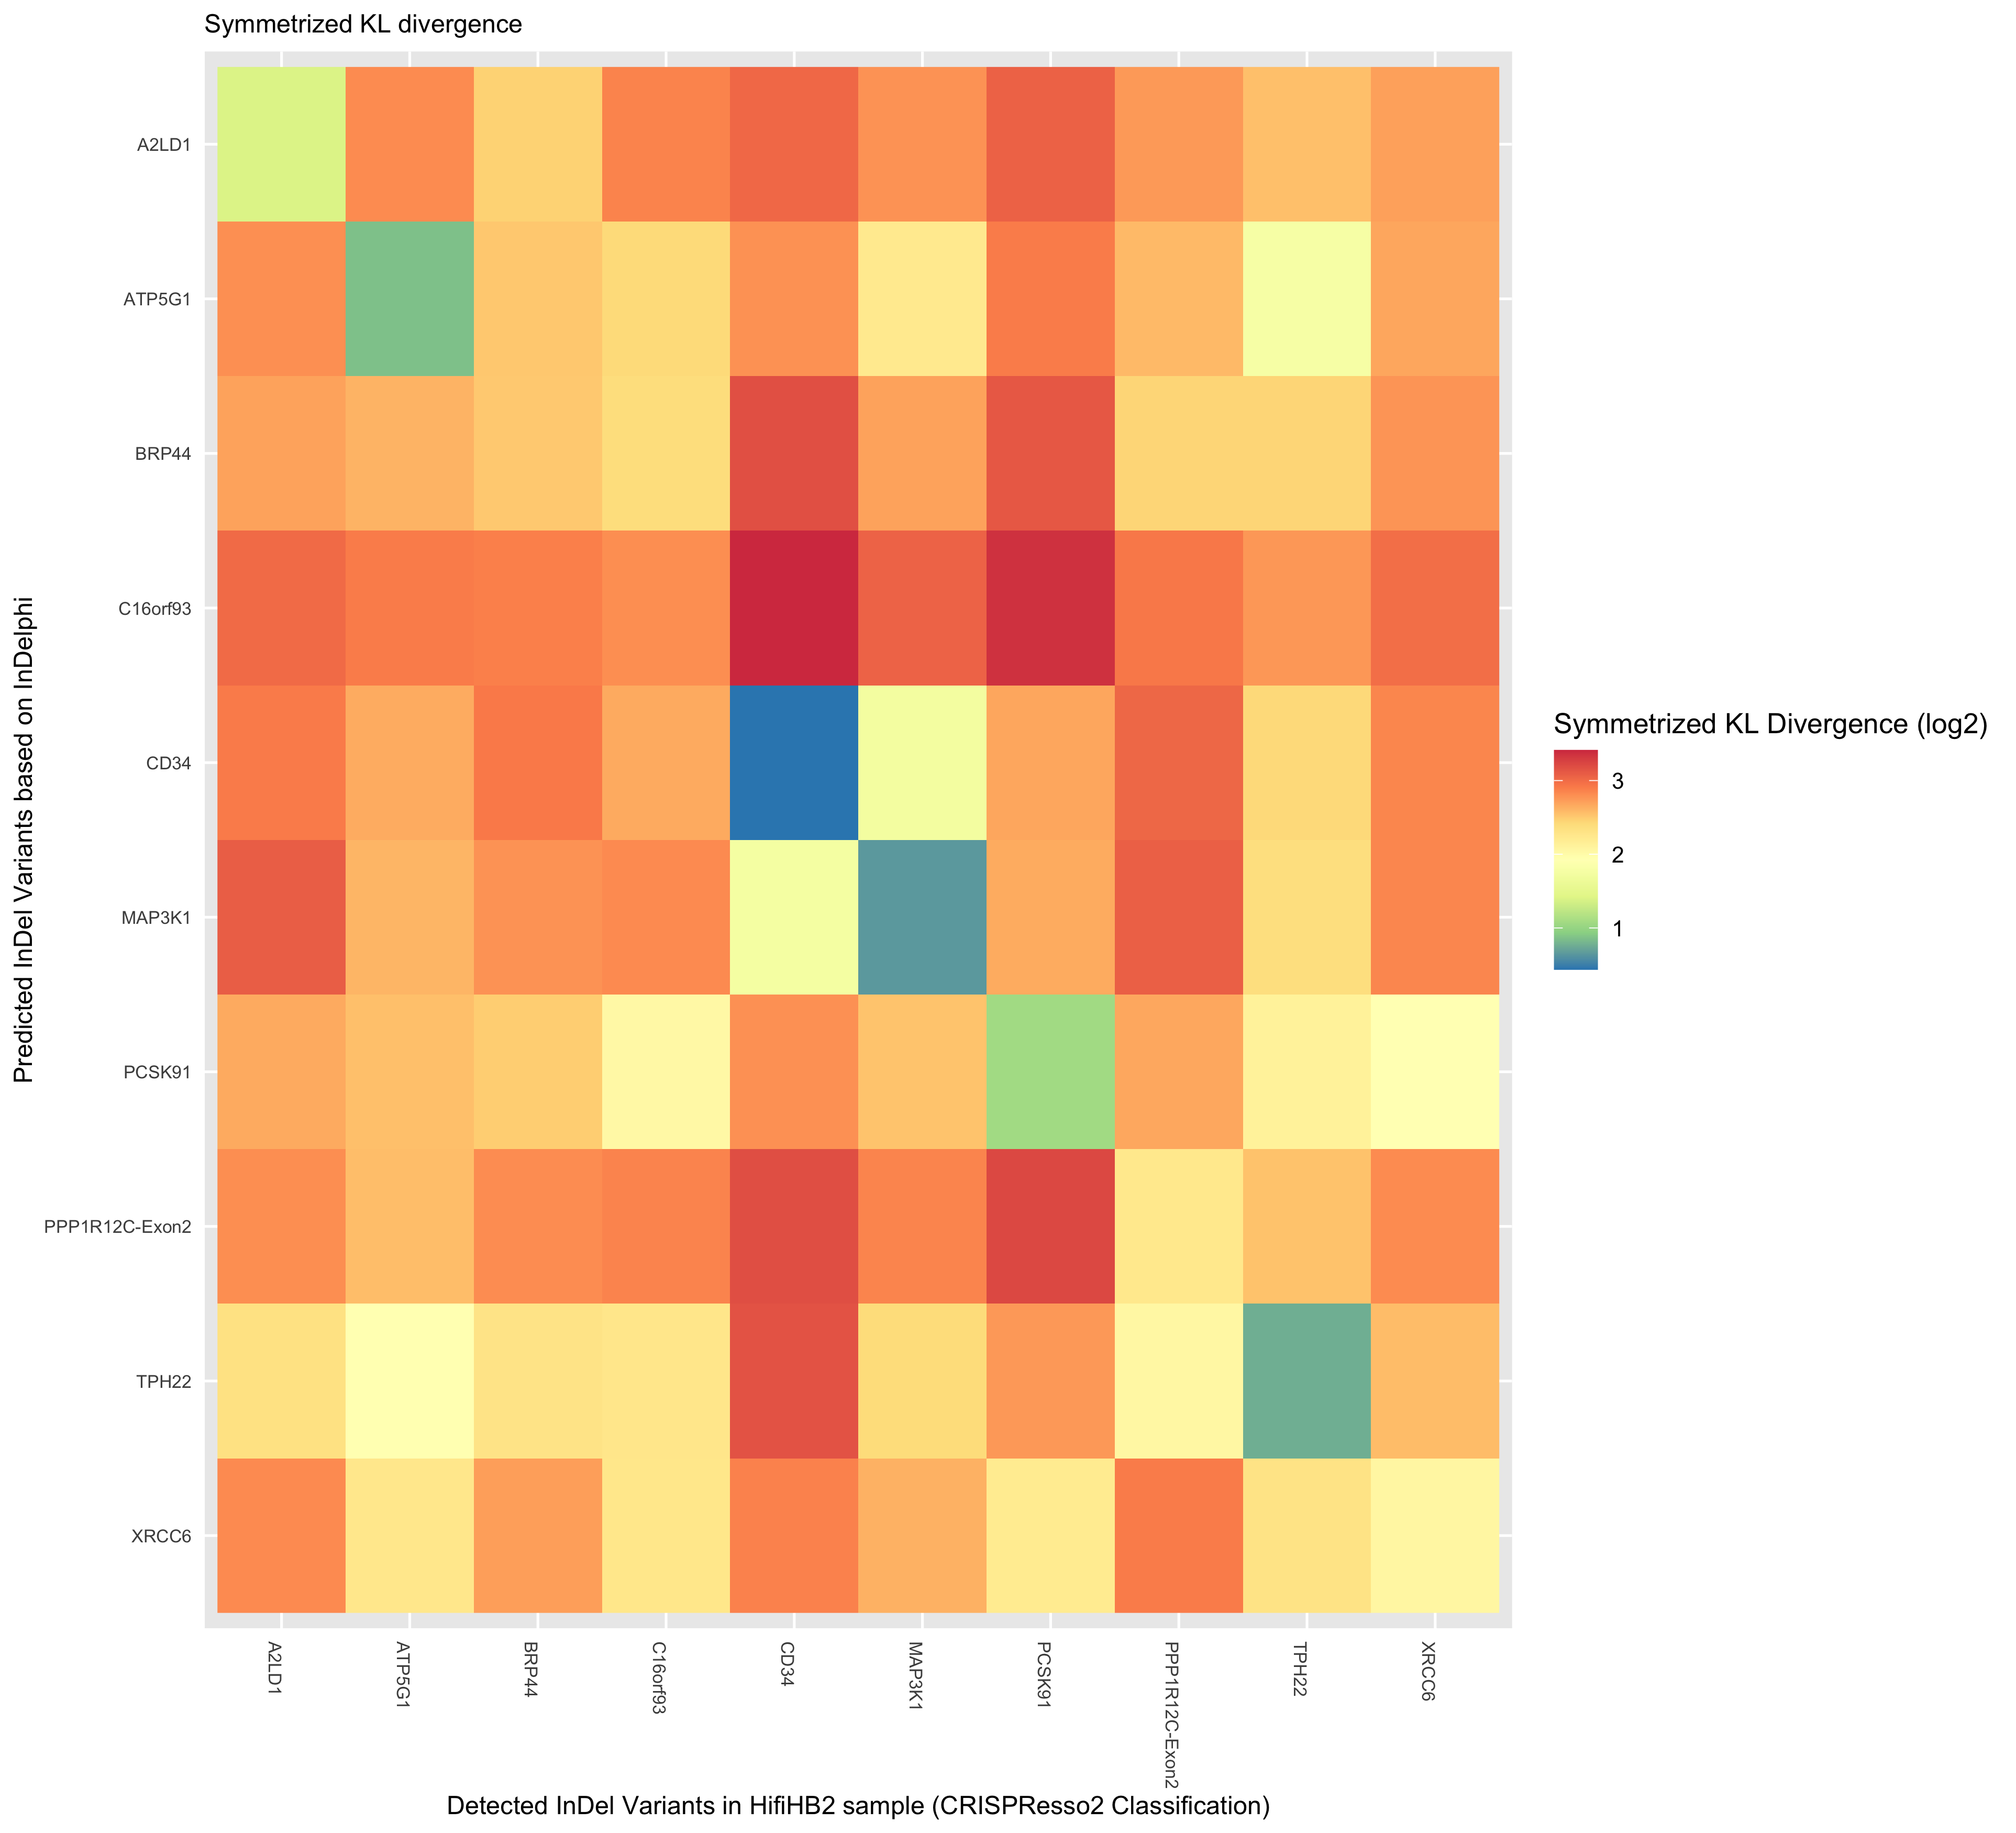 Symmetrized KL divergence
Predicted InDel Variants based on InDelphi
A2LD1
ATP5G1
BRP44
C16orf93
CD34
MAP3K1
PCSK91
PPP1R12C-Exon2
TPH22
XRCC6
A2LD1
ATP5G1
BRP44
C16orf93
CD34
MAP3K1
PCSK91
PPP1R12C-Exon2
TPH22
XRCC6
Detected InDel Variants in HifiHB2 sample (CRISPResso2 Classification)
Symmetrized KL Divergence (log2)
3
2
1